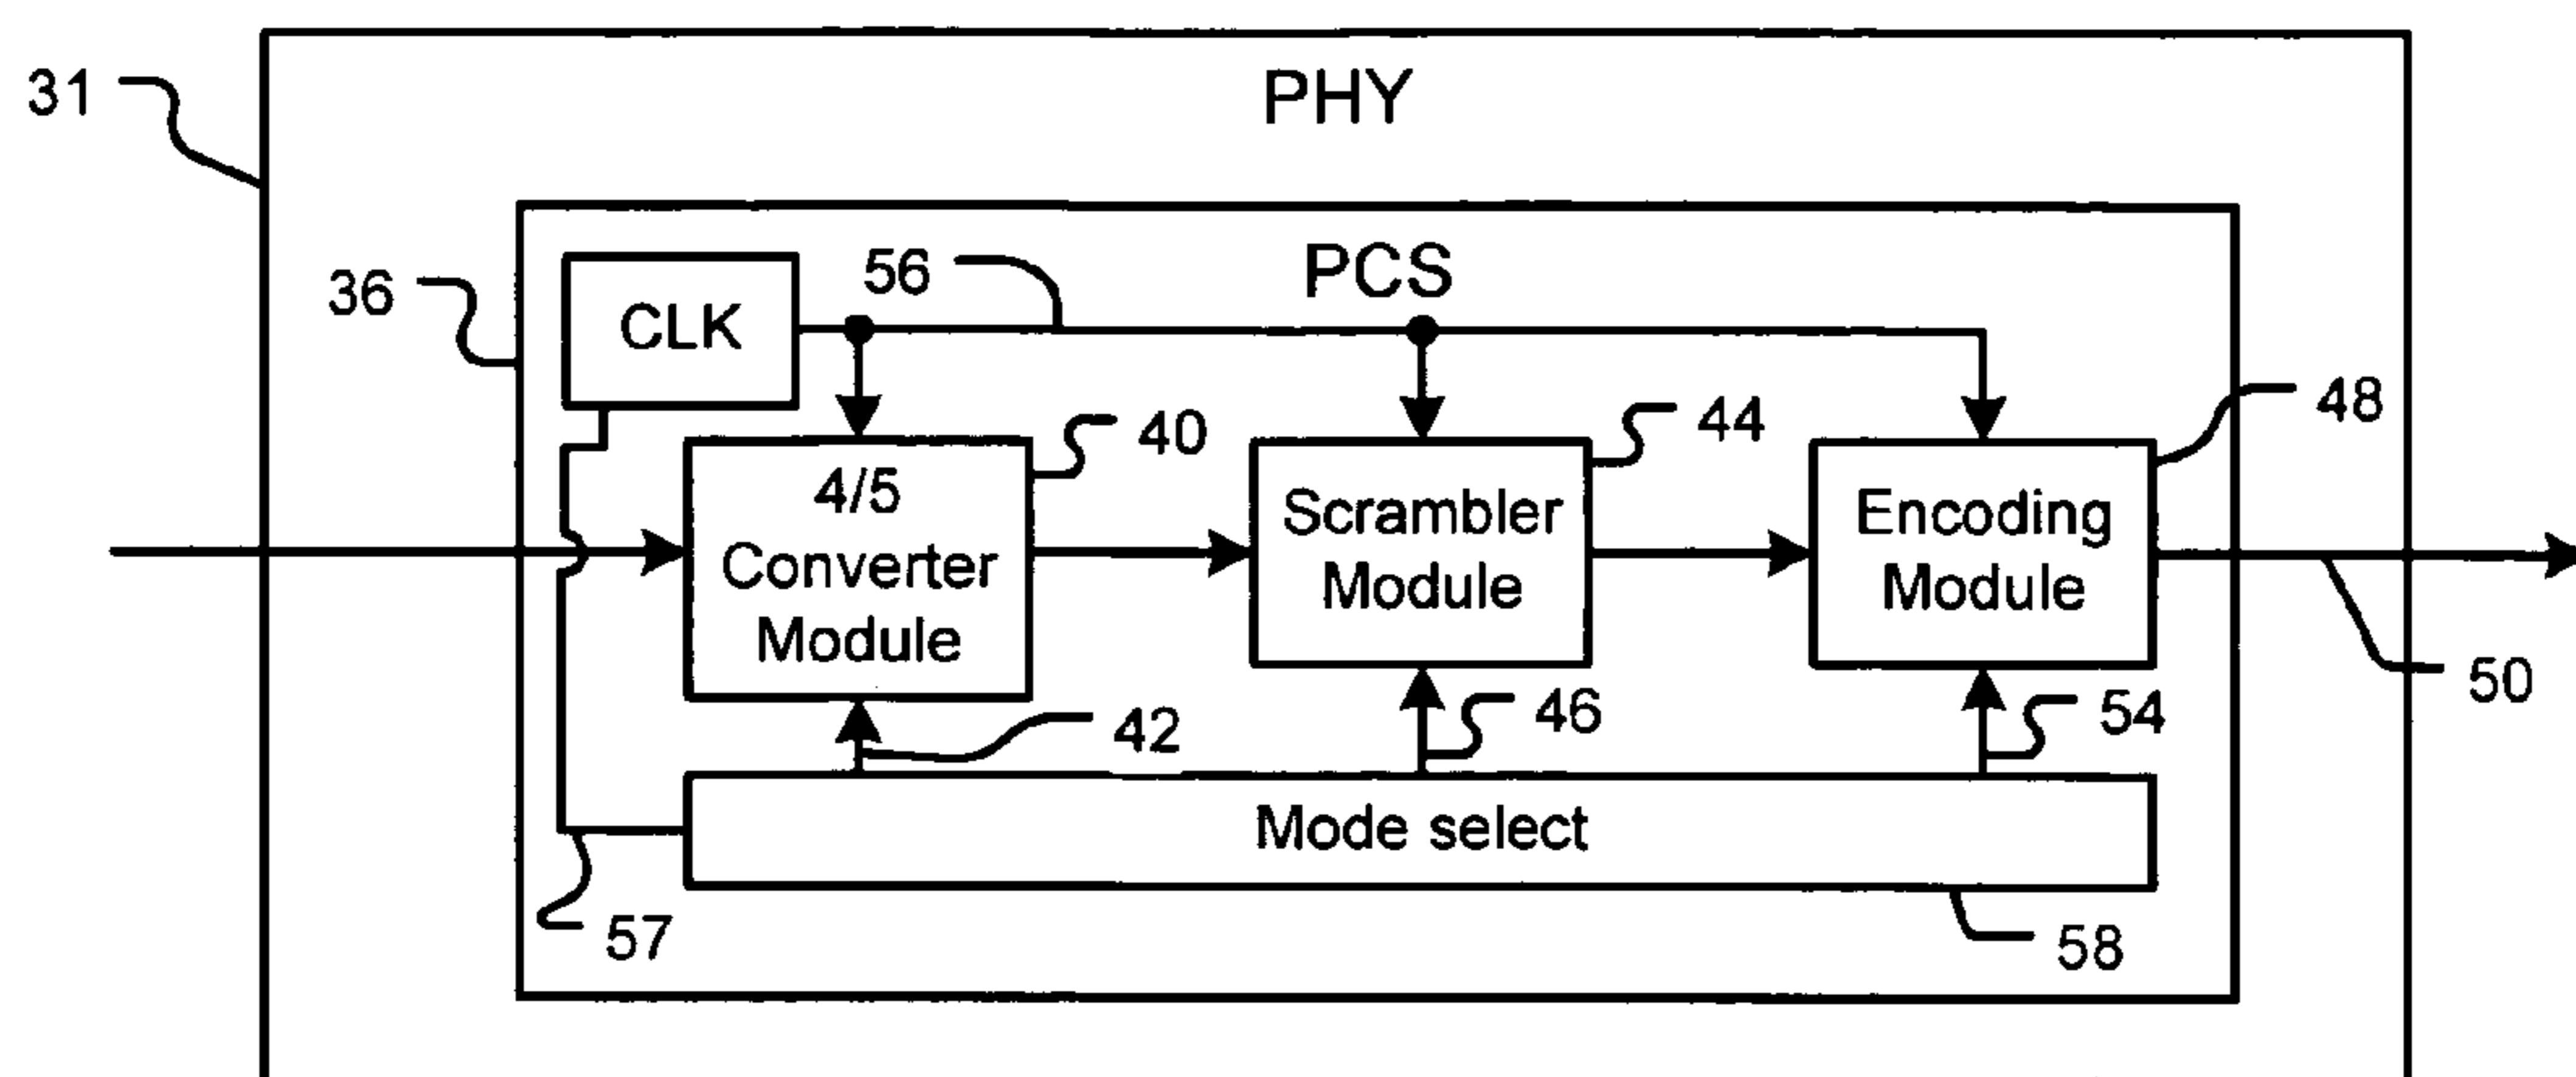 31
PHY
36
CLK
56
PCS
40
44
48
4/5
Converter
Module
Scrambler
Module
Encoding
Module
42
46
54
50
Mode select
57
58